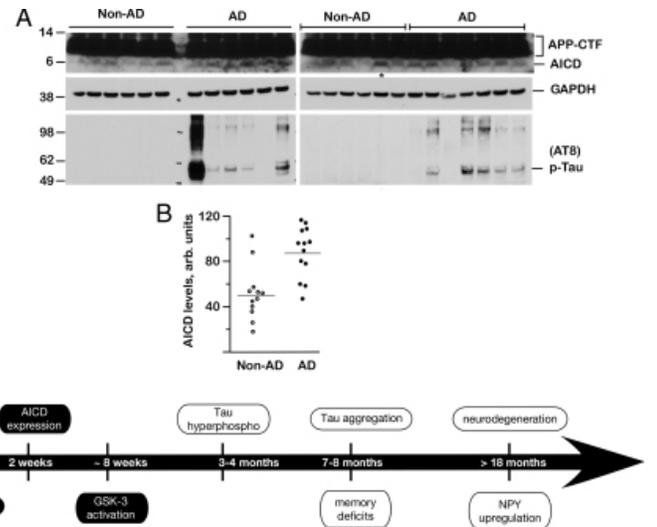 A
Non-AD AD Non-AD AD
14
APP-CTF
6
AICD
*
38
GAPDH
98
(AT8)
62
p-Tau
49
B
AICD levels, arb. units
120
80
40
Non-AD AD
AICD
expression
Tau
hyperphospho
Tau aggregation
neurodegeneration
2 weeks ~ 8 weeks 3-4 months 7-8 months > 18 months
GSK-3
activation
memory
deficits
NPY
upregulation